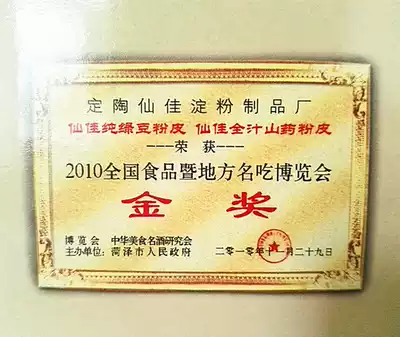 定陶仙佳淀粉制品厂
仙佳纯绿豆粉皮 仙佳全汁山药粉皮
---荣 获---
2010全国食品暨地方名吃博览会
金 奖
博 览 会 中华美食名酒研究会
主办单位: 菏泽市人民政府
二零一零年十一月二十九日